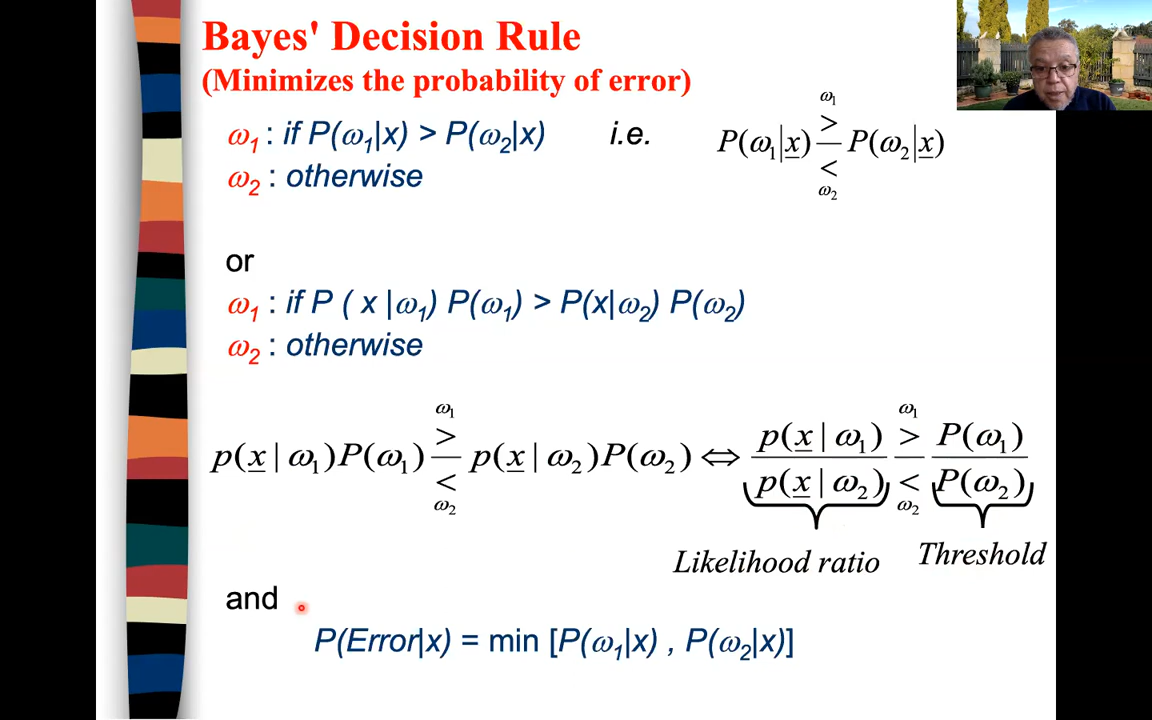 Bayes' Decision Rule
(Minimizes the probability of error)
ω₁ : if P(ω₁|x) > P(ω₂|x) i.e. P(ω₁|x) ω₁ > < ω₂ P(ω₂|x)
ω₂ : otherwise
or
ω₁ : if P ( x |ω₁) P(ω₁) > P(x|ω₂) P(ω₂)
ω₂ : otherwise
p(x | ω₁)P(ω₁) ω₁ > < ω₂ p(x | ω₂)P(ω₂) ⇔ p(x | ω₁) / p(x | ω₂) ω₁ > < ω₂ P(ω₁) / P(ω₂)
Likelihood ratio Threshold
and
P(Error|x) = min [P(ω₁|x) , P(ω₂|x)]